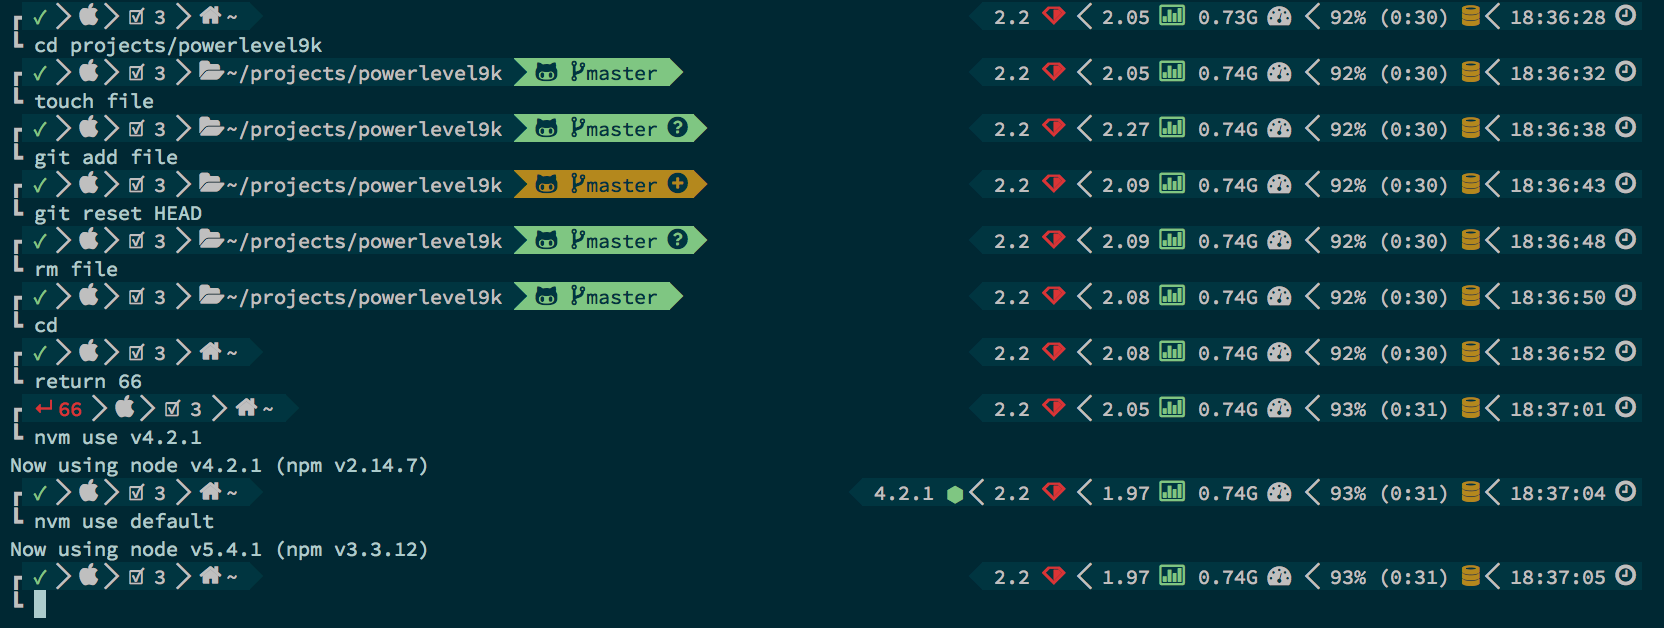 ✓ 3 ~ 2.2 2.05 0.73G 92% (0:30) 18:36:28
cd projects/powerlevel9k
✓ 3 ~/projects/powerlevel9k master 2.2 2.05 0.74G 92% (0:30) 18:36:32
touch file
✓ 3 ~/projects/powerlevel9k master ? 2.2 2.27 0.74G 92% (0:30) 18:36:38
git add file
✓ 3 ~/projects/powerlevel9k master + 2.2 2.09 0.74G 92% (0:30) 18:36:43
git reset HEAD
✓ 3 ~/projects/powerlevel9k master ? 2.2 2.09 0.74G 92% (0:30) 18:36:48
rm file
✓ 3 ~/projects/powerlevel9k master 2.2 2.08 0.74G 92% (0:30) 18:36:50
cd
✓ 3 ~ 2.2 2.08 0.74G 92% (0:30) 18:36:52
return 66
↵ 66 3 ~ 2.2 2.05 0.74G 93% (0:31) 18:37:01
nvm use v4.2.1
Now using node v4.2.1 (npm v2.14.7)
✓ 3 ~ 4.2.1 2.2 1.97 0.74G 93% (0:31) 18:37:04
nvm use default
Now using node v5.4.1 (npm v3.3.12)
✓ 3 ~ 2.2 1.97 0.74G 93% (0:31) 18:37:05